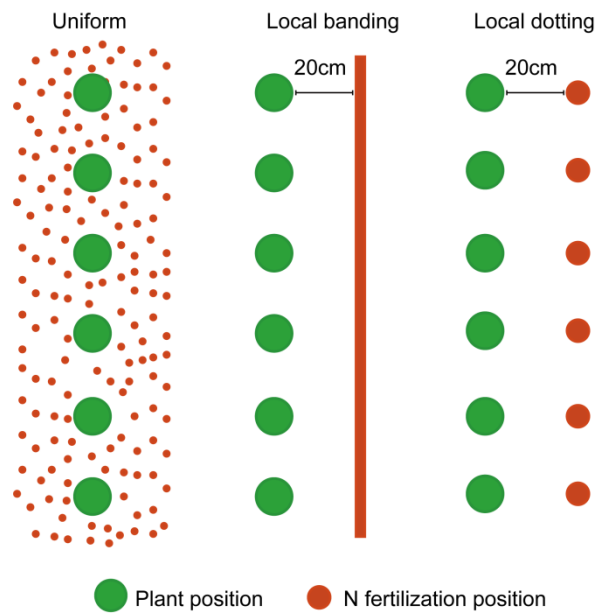 Uniform
Local banding
Local dotting
20cm
20cm
Plant position
N fertilization position